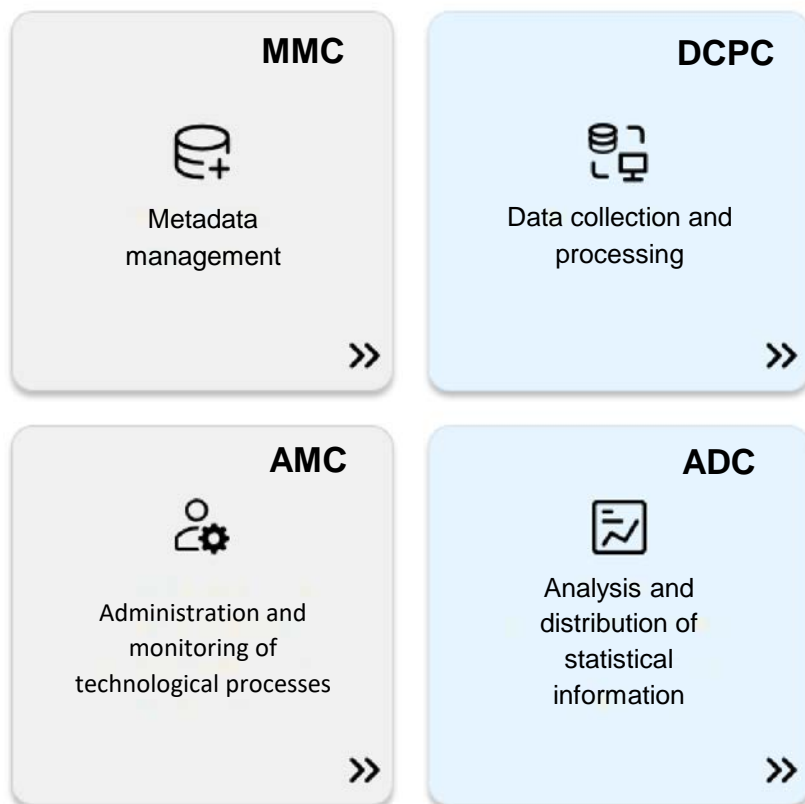 MMC
Metadata
management
DCPC
Data collection and
processing
AMC
Administration and
monitoring of
technological processes
ADC
Analysis and
distribution of
statistical
information